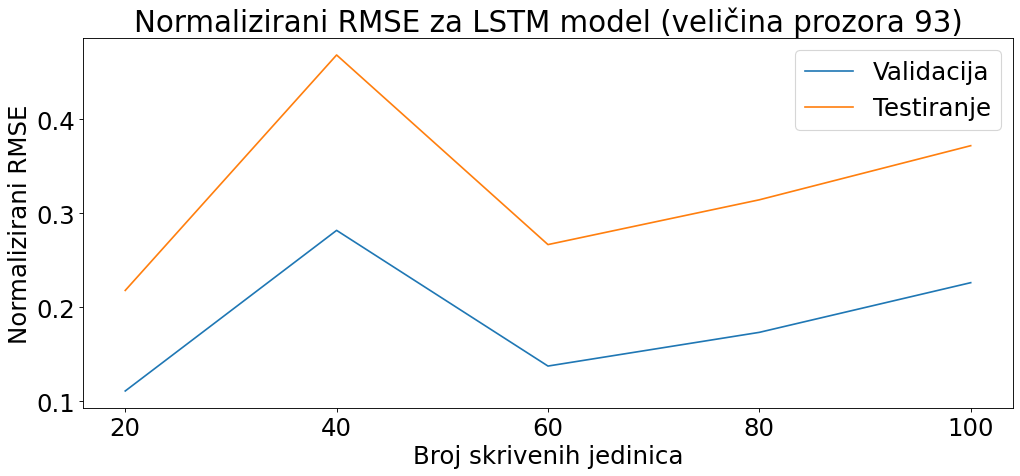 Normalizirani RMSE za LSTM model (veličina prozora 93)
Validacija
Testiranje
Normalizirani RMSE
0.4
0.3
0.2
0.1
20 40 60 80 100
Broj skrivenih jedinica